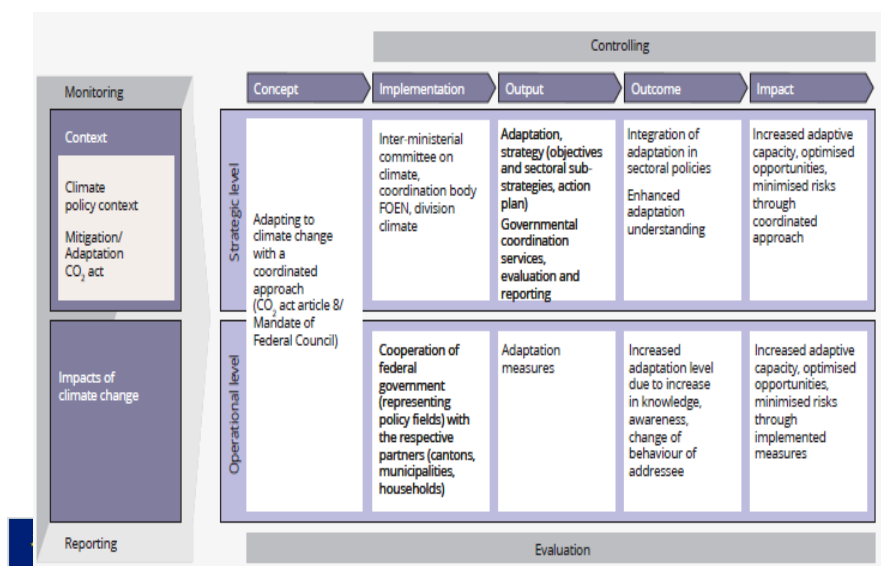 Controlling
Monitoring
Concept
Implementation
Output
Outcome
Impact
Context
Climate
policy context
Mitigation/
Adaptation
CO₂ act
Impacts of
climate change
Reporting
Strategic level
Operational level
Adapting to
climate change
with a
coordinated
approach
(CO₂ act article 8/
Mandate of
Federal Council)
Inter-ministerial
committee on
climate,
coordination body
FOEN, division
climate
Adaptation,
strategy (objectives
and sectoral sub-
strategies, action
plan)
Governmental
coordination
services,
evaluation and
reporting
Integration of
adaptation in
sectoral policies
Enhanced
adaptation
understanding
Increased adaptive
capacity, optimised
opportunities,
minimised risks
through
coordinated
approach
Cooperation of
federal
government
(representing
policy fields) with
the respective
partners (cantons,
municipalities,
households)
Adaptation
measures
Increased
adaptation level
due to increase
in knowledge,
awareness,
change of
behaviour of
addressee
Increased adaptive
capacity, optimised
opportunities,
minimised risks
through
implemented
measures
Evaluation